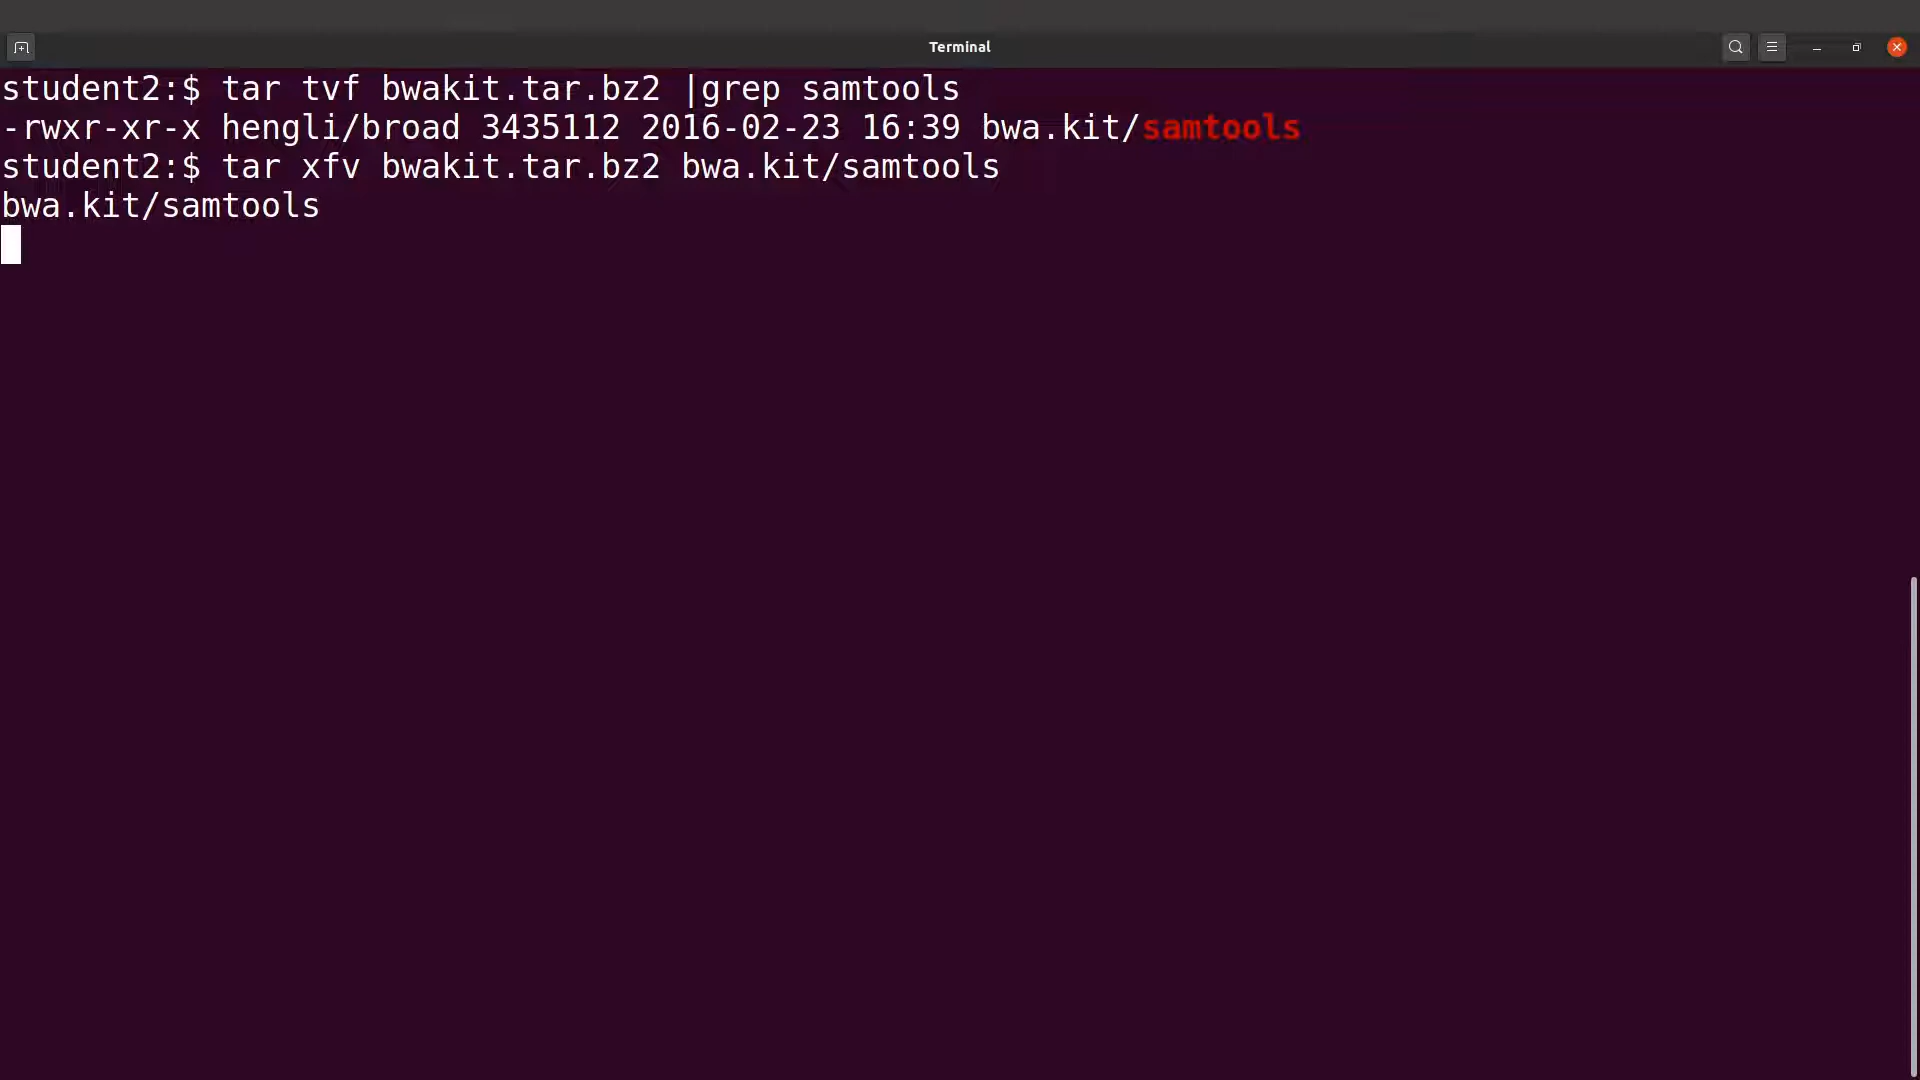 Terminal
student2:$ tar tvf bwakit.tar.bz2 |grep samtools
-rwxr-xr-x hengli/broad 3435112 2016-02-23 16:39 bwa.kit/samtools
student2:$ tar xfv bwakit.tar.bz2 bwa.kit/samtools
bwa.kit/samtools